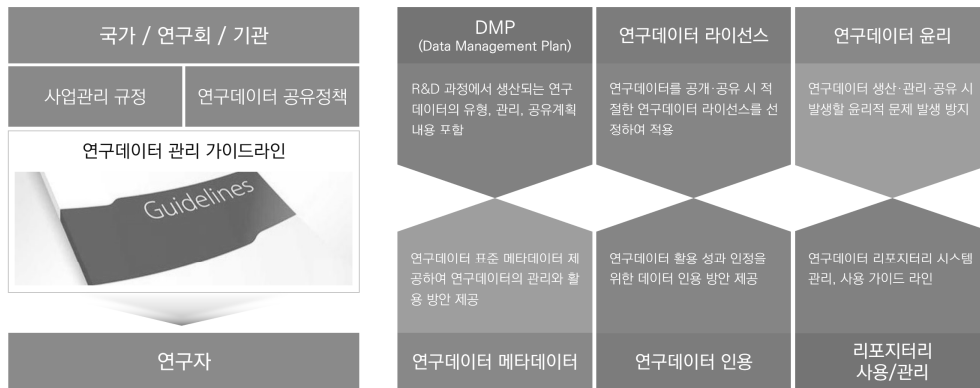 국가 / 연구회 / 기관
사업관리 규정
연구데이터 공유정책
연구데이터 관리 가이드라인
Guidelines
연구자
DMP
(Data Management Plan)
R&D 과정에서 생산되는 연구
데이터의 유형, 관리, 공유계획
내용 포함
연구데이터 라이선스
연구데이터를 공개·공유 시 적
절한 연구데이터 라이선스를 선
정하여 적용
연구데이터 윤리
연구데이터 생산·관리·공유 시
발생할 윤리적 문제 발생 방지
연구데이터 표준 메타데이터 제
공하여 연구데이터의 관리와 활
용 방안 제공
연구데이터 메타데이터
연구데이터 활용 성과 인정을
위한 데이터 인용 방안 제공
연구데이터 인용
연구데이터 리포지터리 시스템
관리, 사용 가이드 라인
리포지터리
사용/관리